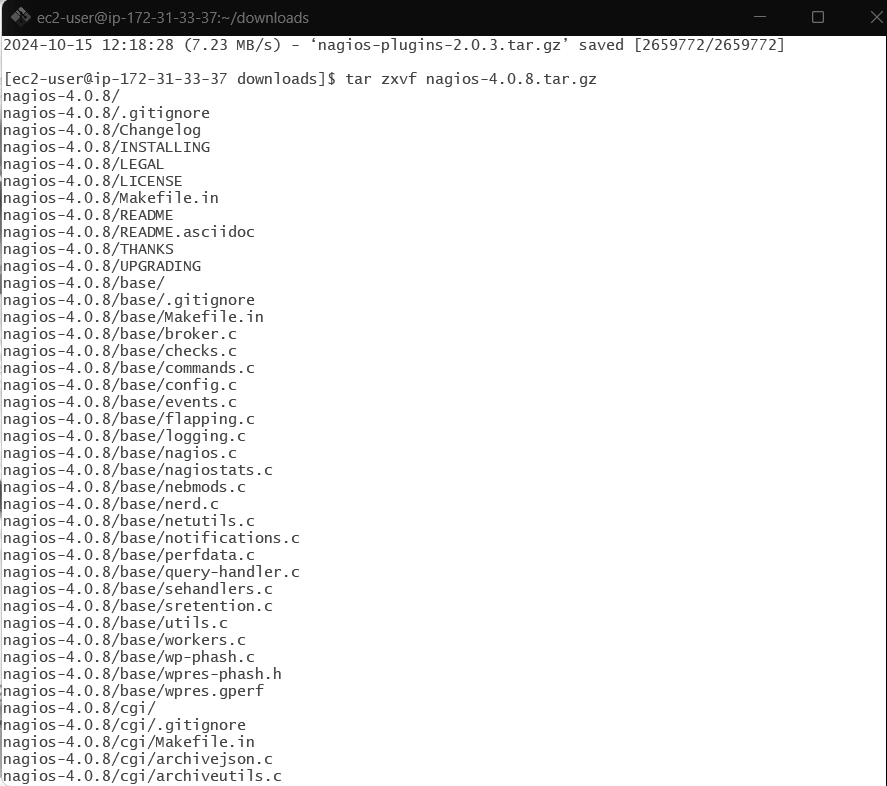 ec2-user@ip-172-31-33-37:~/downloads
2024-10-15 12:18:28 (7.23 MB/s) - ‘nagios-plugins-2.0.3.tar.gz’ saved [2659772/2659772]
[ec2-user@ip-172-31-33-37 downloads]$ tar zxvf nagios-4.0.8.tar.gz
nagios-4.0.8/
nagios-4.0.8/.gitignore
nagios-4.0.8/Changelog
nagios-4.0.8/INSTALLING
nagios-4.0.8/LEGAL
nagios-4.0.8/LICENSE
nagios-4.0.8/Makefile.in
nagios-4.0.8/README
nagios-4.0.8/README.asciidoc
nagios-4.0.8/THANKS
nagios-4.0.8/UPGRADING
nagios-4.0.8/base/
nagios-4.0.8/base/.gitignore
nagios-4.0.8/base/Makefile.in
nagios-4.0.8/base/broker.c
nagios-4.0.8/base/checks.c
nagios-4.0.8/base/commands.c
nagios-4.0.8/base/config.c
nagios-4.0.8/base/events.c
nagios-4.0.8/base/flapping.c
nagios-4.0.8/base/logging.c
nagios-4.0.8/base/nagios.c
nagios-4.0.8/base/nagiostats.c
nagios-4.0.8/base/nebmods.c
nagios-4.0.8/base/nerd.c
nagios-4.0.8/base/netutils.c
nagios-4.0.8/base/notifications.c
nagios-4.0.8/base/perfdata.c
nagios-4.0.8/base/query-handler.c
nagios-4.0.8/base/sehandlers.c
nagios-4.0.8/base/sretention.c
nagios-4.0.8/base/utils.c
nagios-4.0.8/base/workers.c
nagios-4.0.8/base/wp-phash.c
nagios-4.0.8/base/wpres-phash.h
nagios-4.0.8/base/wpres.gperf
nagios-4.0.8/cgi/
nagios-4.0.8/cgi/.gitignore
nagios-4.0.8/cgi/Makefile.in
nagios-4.0.8/cgi/archivejson.c
nagios-4.0.8/cgi/archiveutils.c